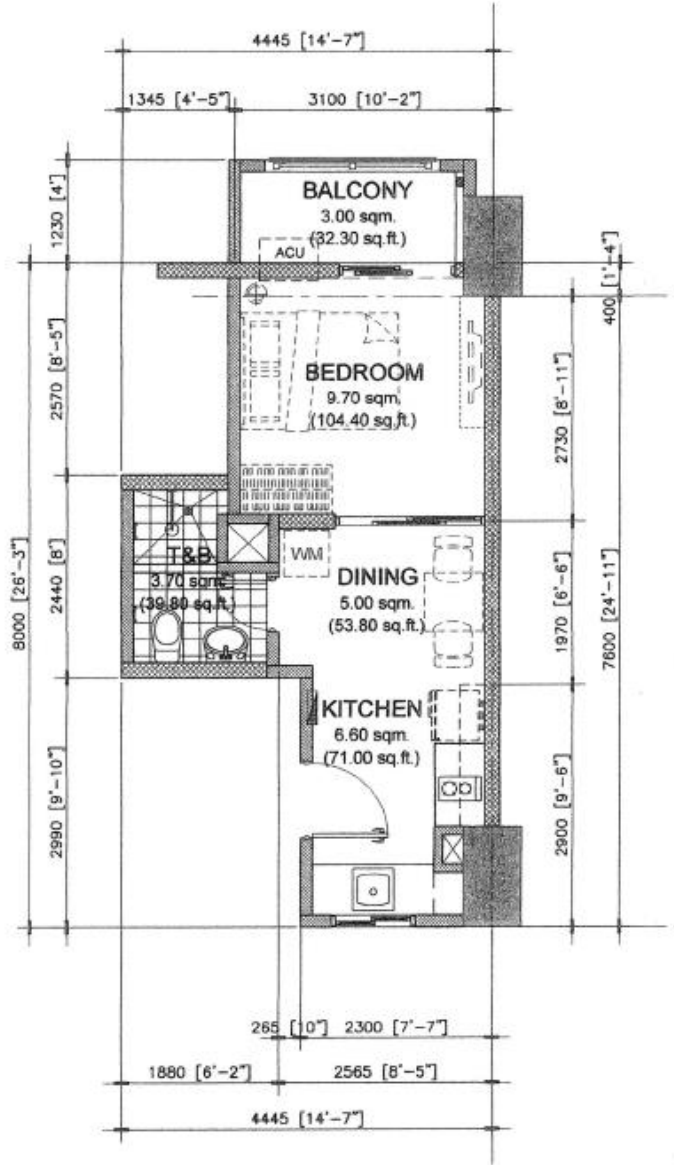 4445 [14'-7"]
1345 [4'-5"]
3100 [10'-2"]
1230 [4']
BALCONY
3.00 sqm.
(32.30 sq.ft.)
ACU
400 [1'-4"]
2570 [8'-5"]
BEDROOM
9.70 sqm.
(104.40 sq.ft.)
2730 [8'-11"]
8000 [26'-3"]
2440 [8']
T&B
3.70 sqm.
(39.80 sq.ft.)
WM
DINING
5.00 sqm.
(53.80 sq.ft.)
1970 [6'-6"]
7600 [24'-11"]
KITCHEN
6.60 sqm.
(71.00 sq.ft.)
2990 [9'-10"]
2900 [9'-6"]
265 [10"]
2300 [7'-7"]
1880 [6'-2"]
2565 [8'-5"]
4445 [14'-7"]